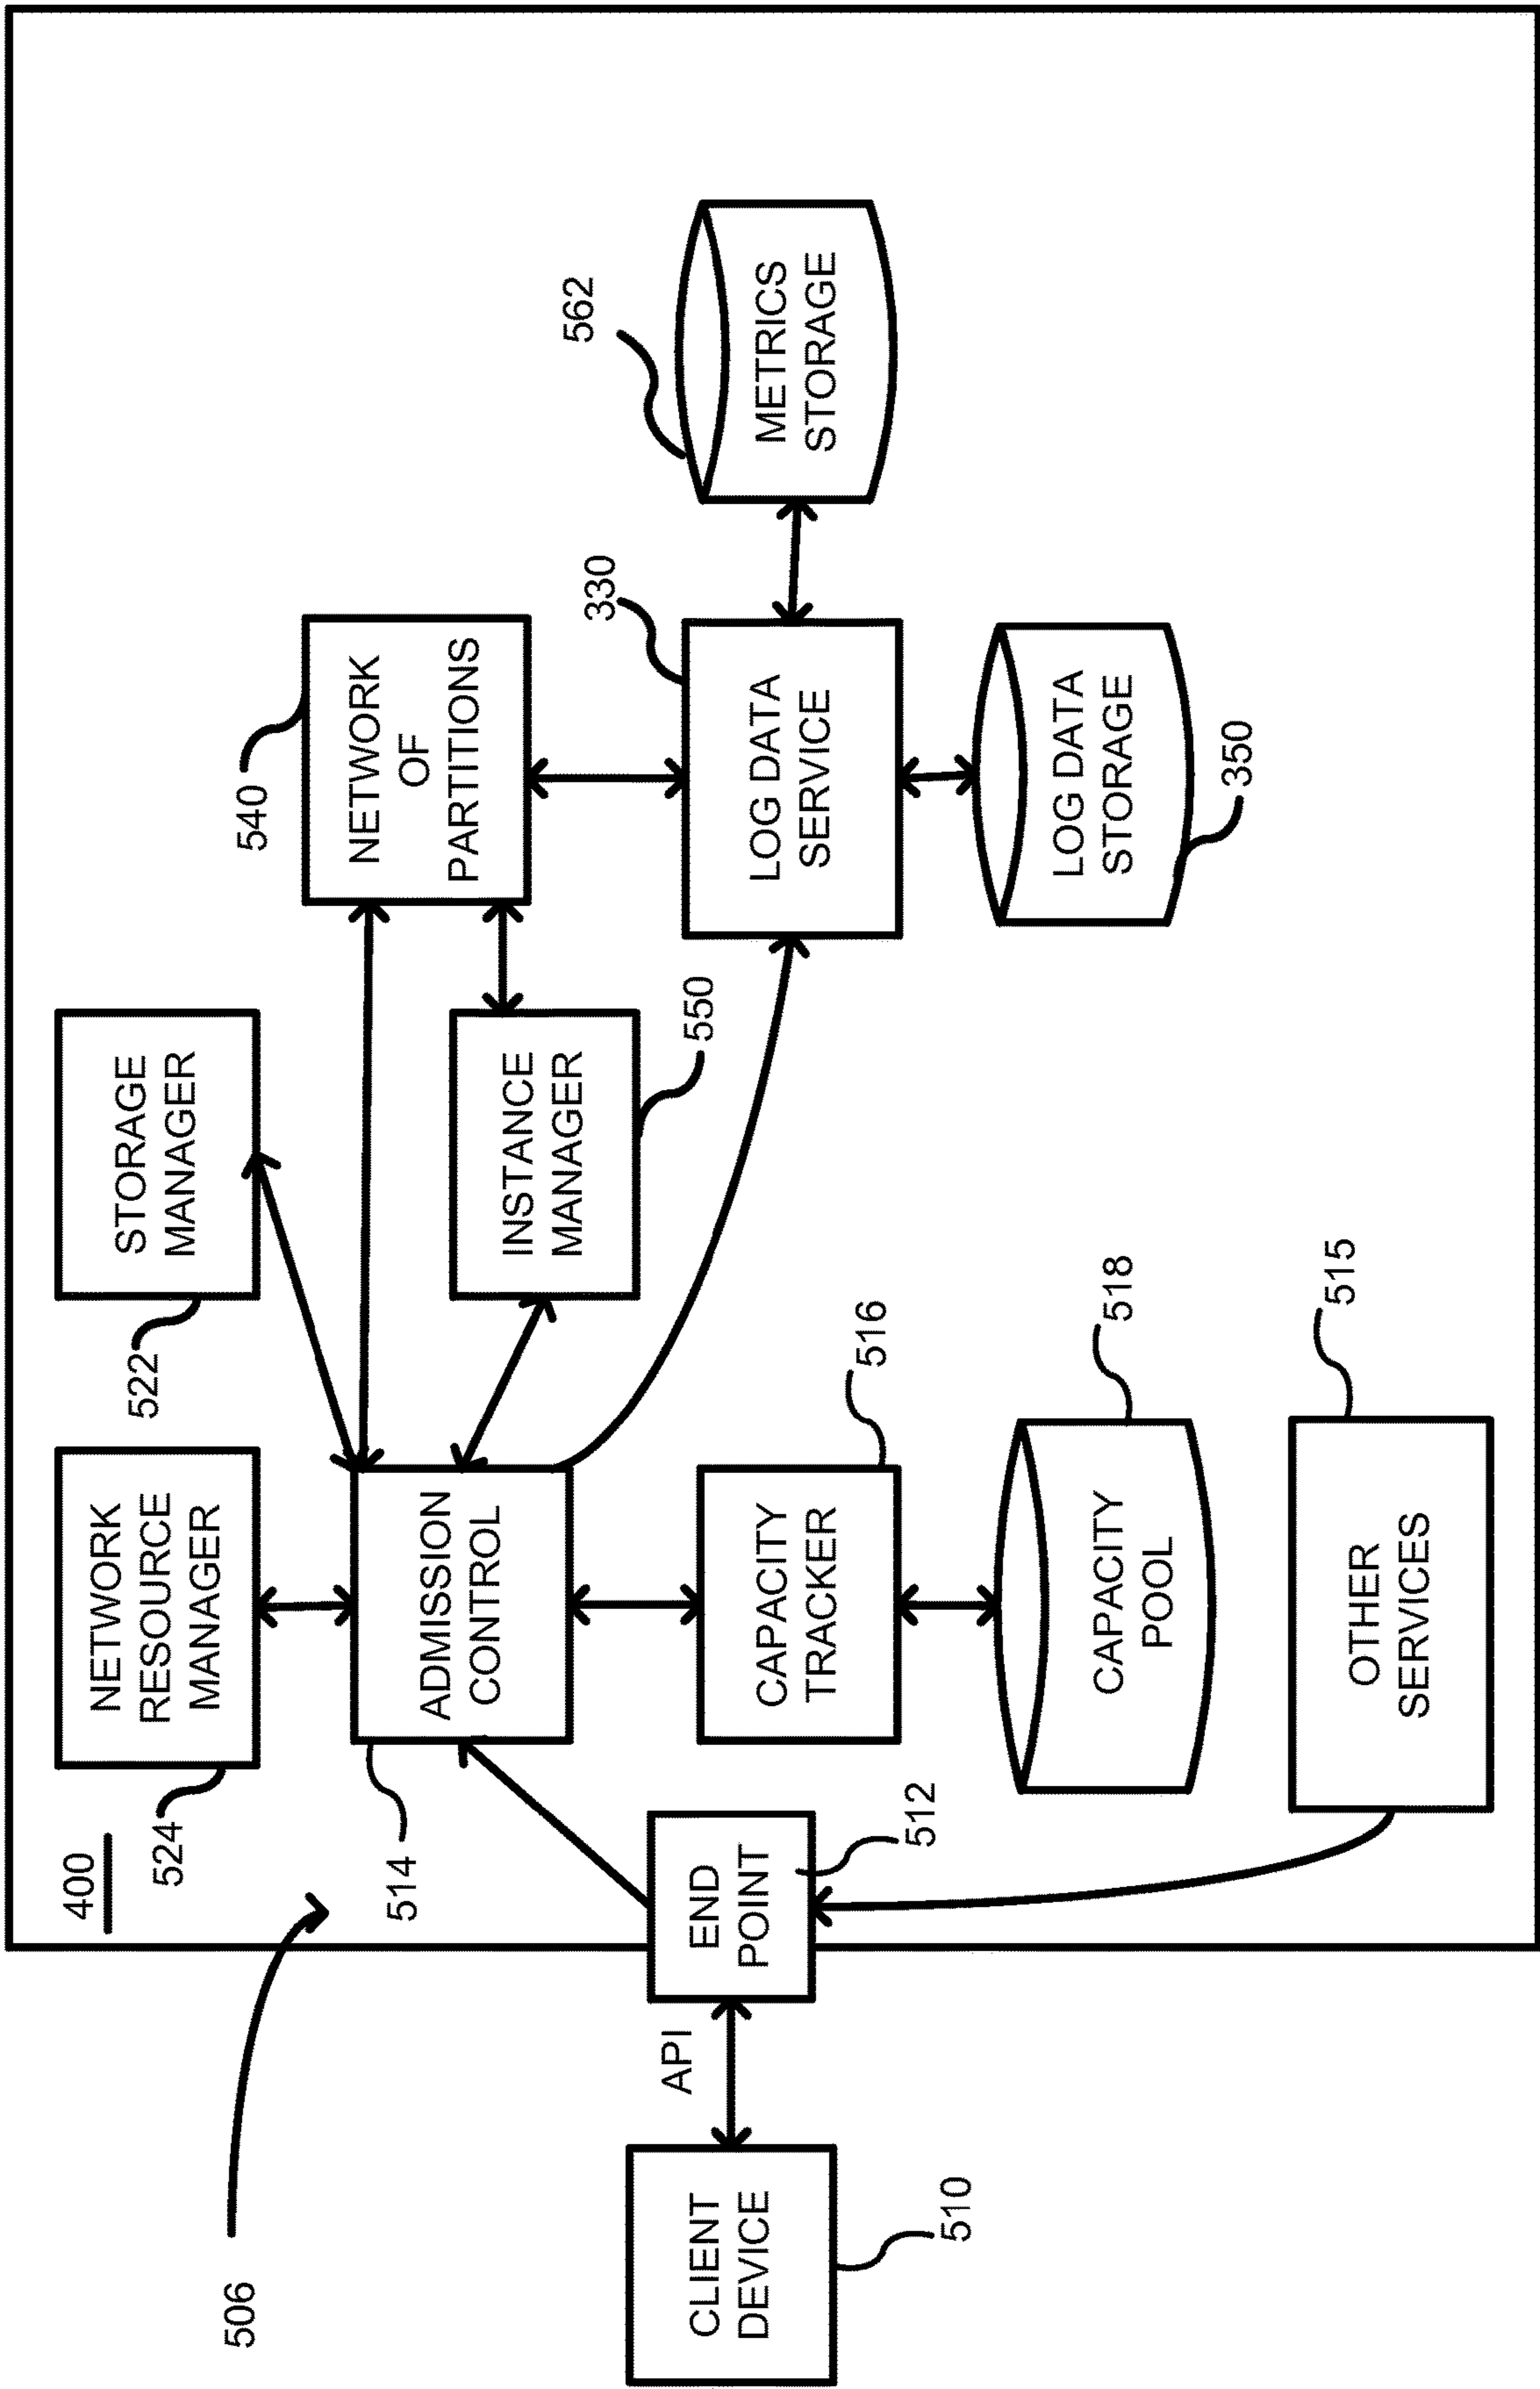 506
400
524
NETWORK
RESOURCE
MANAGER
522
STORAGE
MANAGER
540
NETWORK
OF
PARTITIONS
514
ADMISSION
CONTROL
INSTANCE
MANAGER
550
330
LOG DATA
SERVICE
562
METRICS
STORAGE
CLIENT
DEVICE
510
API
END
POINT
512
CAPACITY
TRACKER
516
LOG DATA
STORAGE
350
CAPACITY
POOL
518
OTHER
SERVICES
515